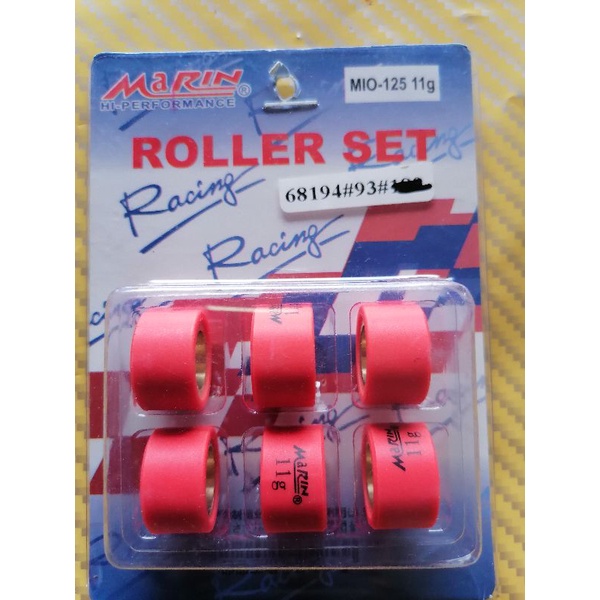 MaRIN®
HI-PERFORMANCE
MIO-125 11g
ROLLER SET
68194#93#
Racing
Racing
MaRIN®
11g
MaRIN
11g